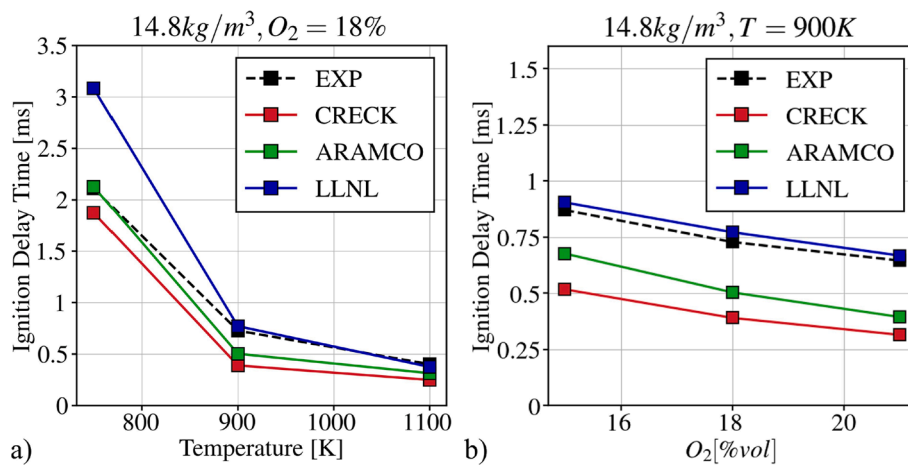 14.8kg/m³, O₂ = 18%
3.5
3
2.5
2
1.5
1
0.5
0
Ignition Delay Time [ms]
EXP
CRECK
ARAMCO
LLNL
800
900
1000
1100
Temperature [K]
a)
14.8kg/m³, T = 900K
1.5
1.25
1
0.75
0.5
0.25
0
Ignition Delay Time [ms]
EXP
CRECK
ARAMCO
LLNL
16
18
20
O₂[%vol]
b)